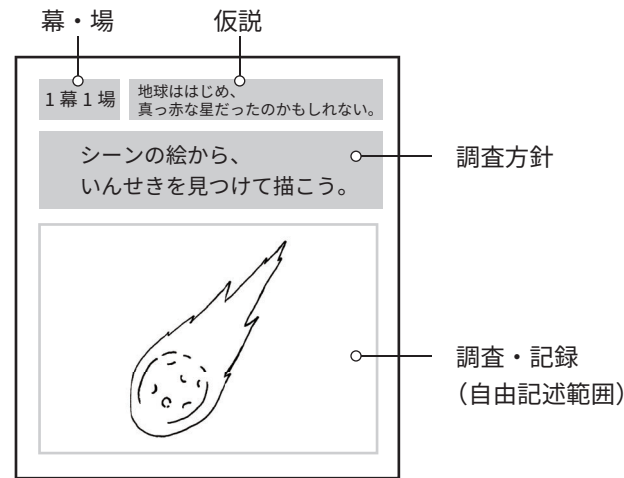 幕・場
仮説
1幕1場
地球ははじめ、
真っ赤な星だったのかもしれない。
シーンの絵から、
いんせきを見つけて描こう。
調査方針
調査・記録
（自由記述範囲）